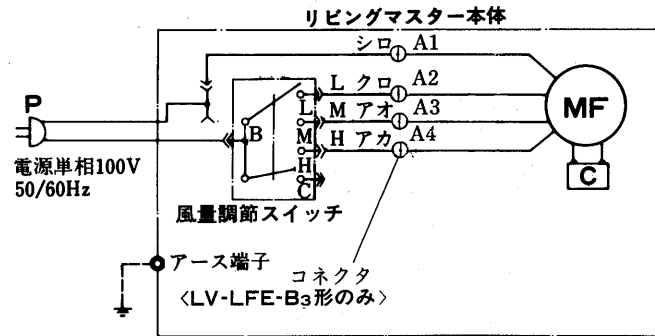 リビングマスター本体
シロ A1
L クロ A2
M アオ A3
H アカ A4
MF
C
P
B
L
M
H
C
電源単相100V
50/60Hz
風量調節スイッチ
アース端子
コネクタ
〈LV-LFE-B₃形のみ〉